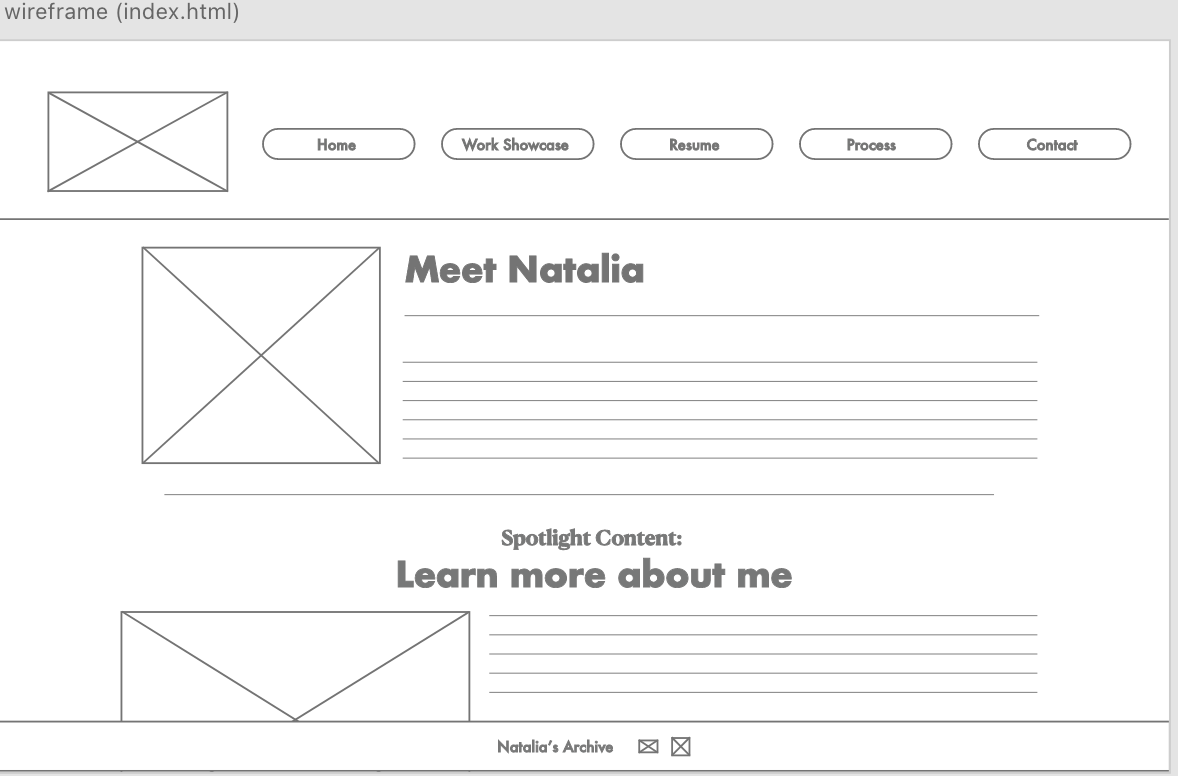 wireframe (index.html)
Home
Work Showcase
Resume
Process
Contact
Meet Natalia
Spotlight Content:
Learn more about me
Natalia's Archive